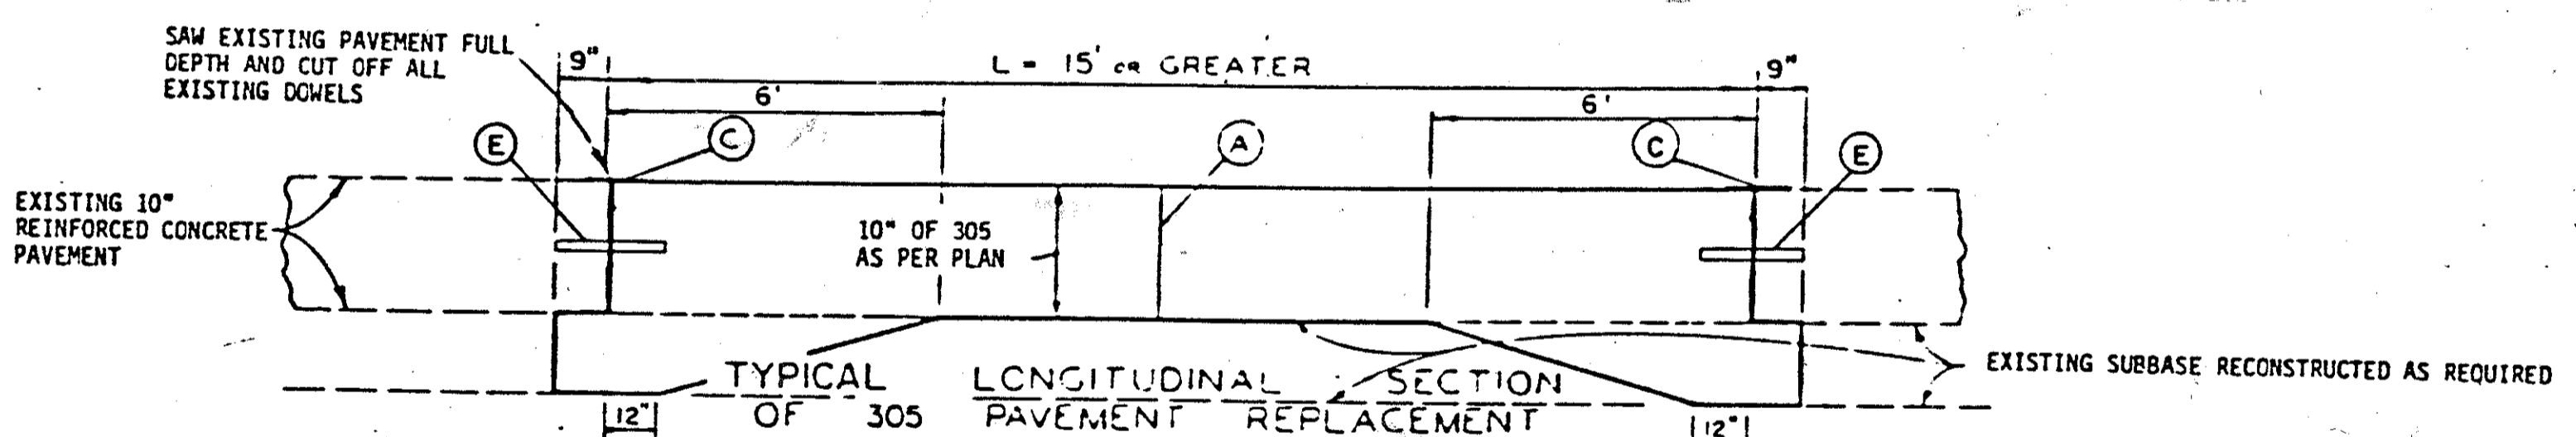 SAW EXISTING PAVEMENT FULL
DEPTH AND CUT OFF ALL
EXISTING DOWELS
9"
L - 15' OR GREATER
9"
6'
6'
E
C
A
C
E
EXISTING 10"
REINFORCED CONCRETE
PAVEMENT
10" OF 305
AS PER PLAN
TYPICAL LONGITUDINAL SECTION
OF 305 PAVEMENT REPLACEMENT
EXISTING SUBBASE RECONSTRUCTED AS REQUIRED
12"
12"